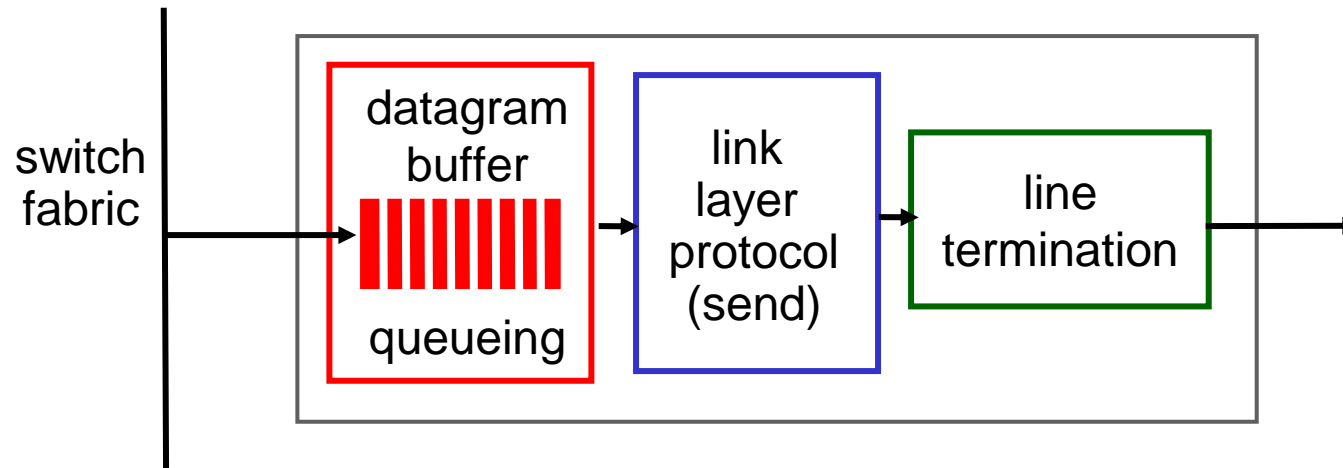 switch
fabric
datagram
buffer
queueing
link
layer
protocol
(send)
line
termination